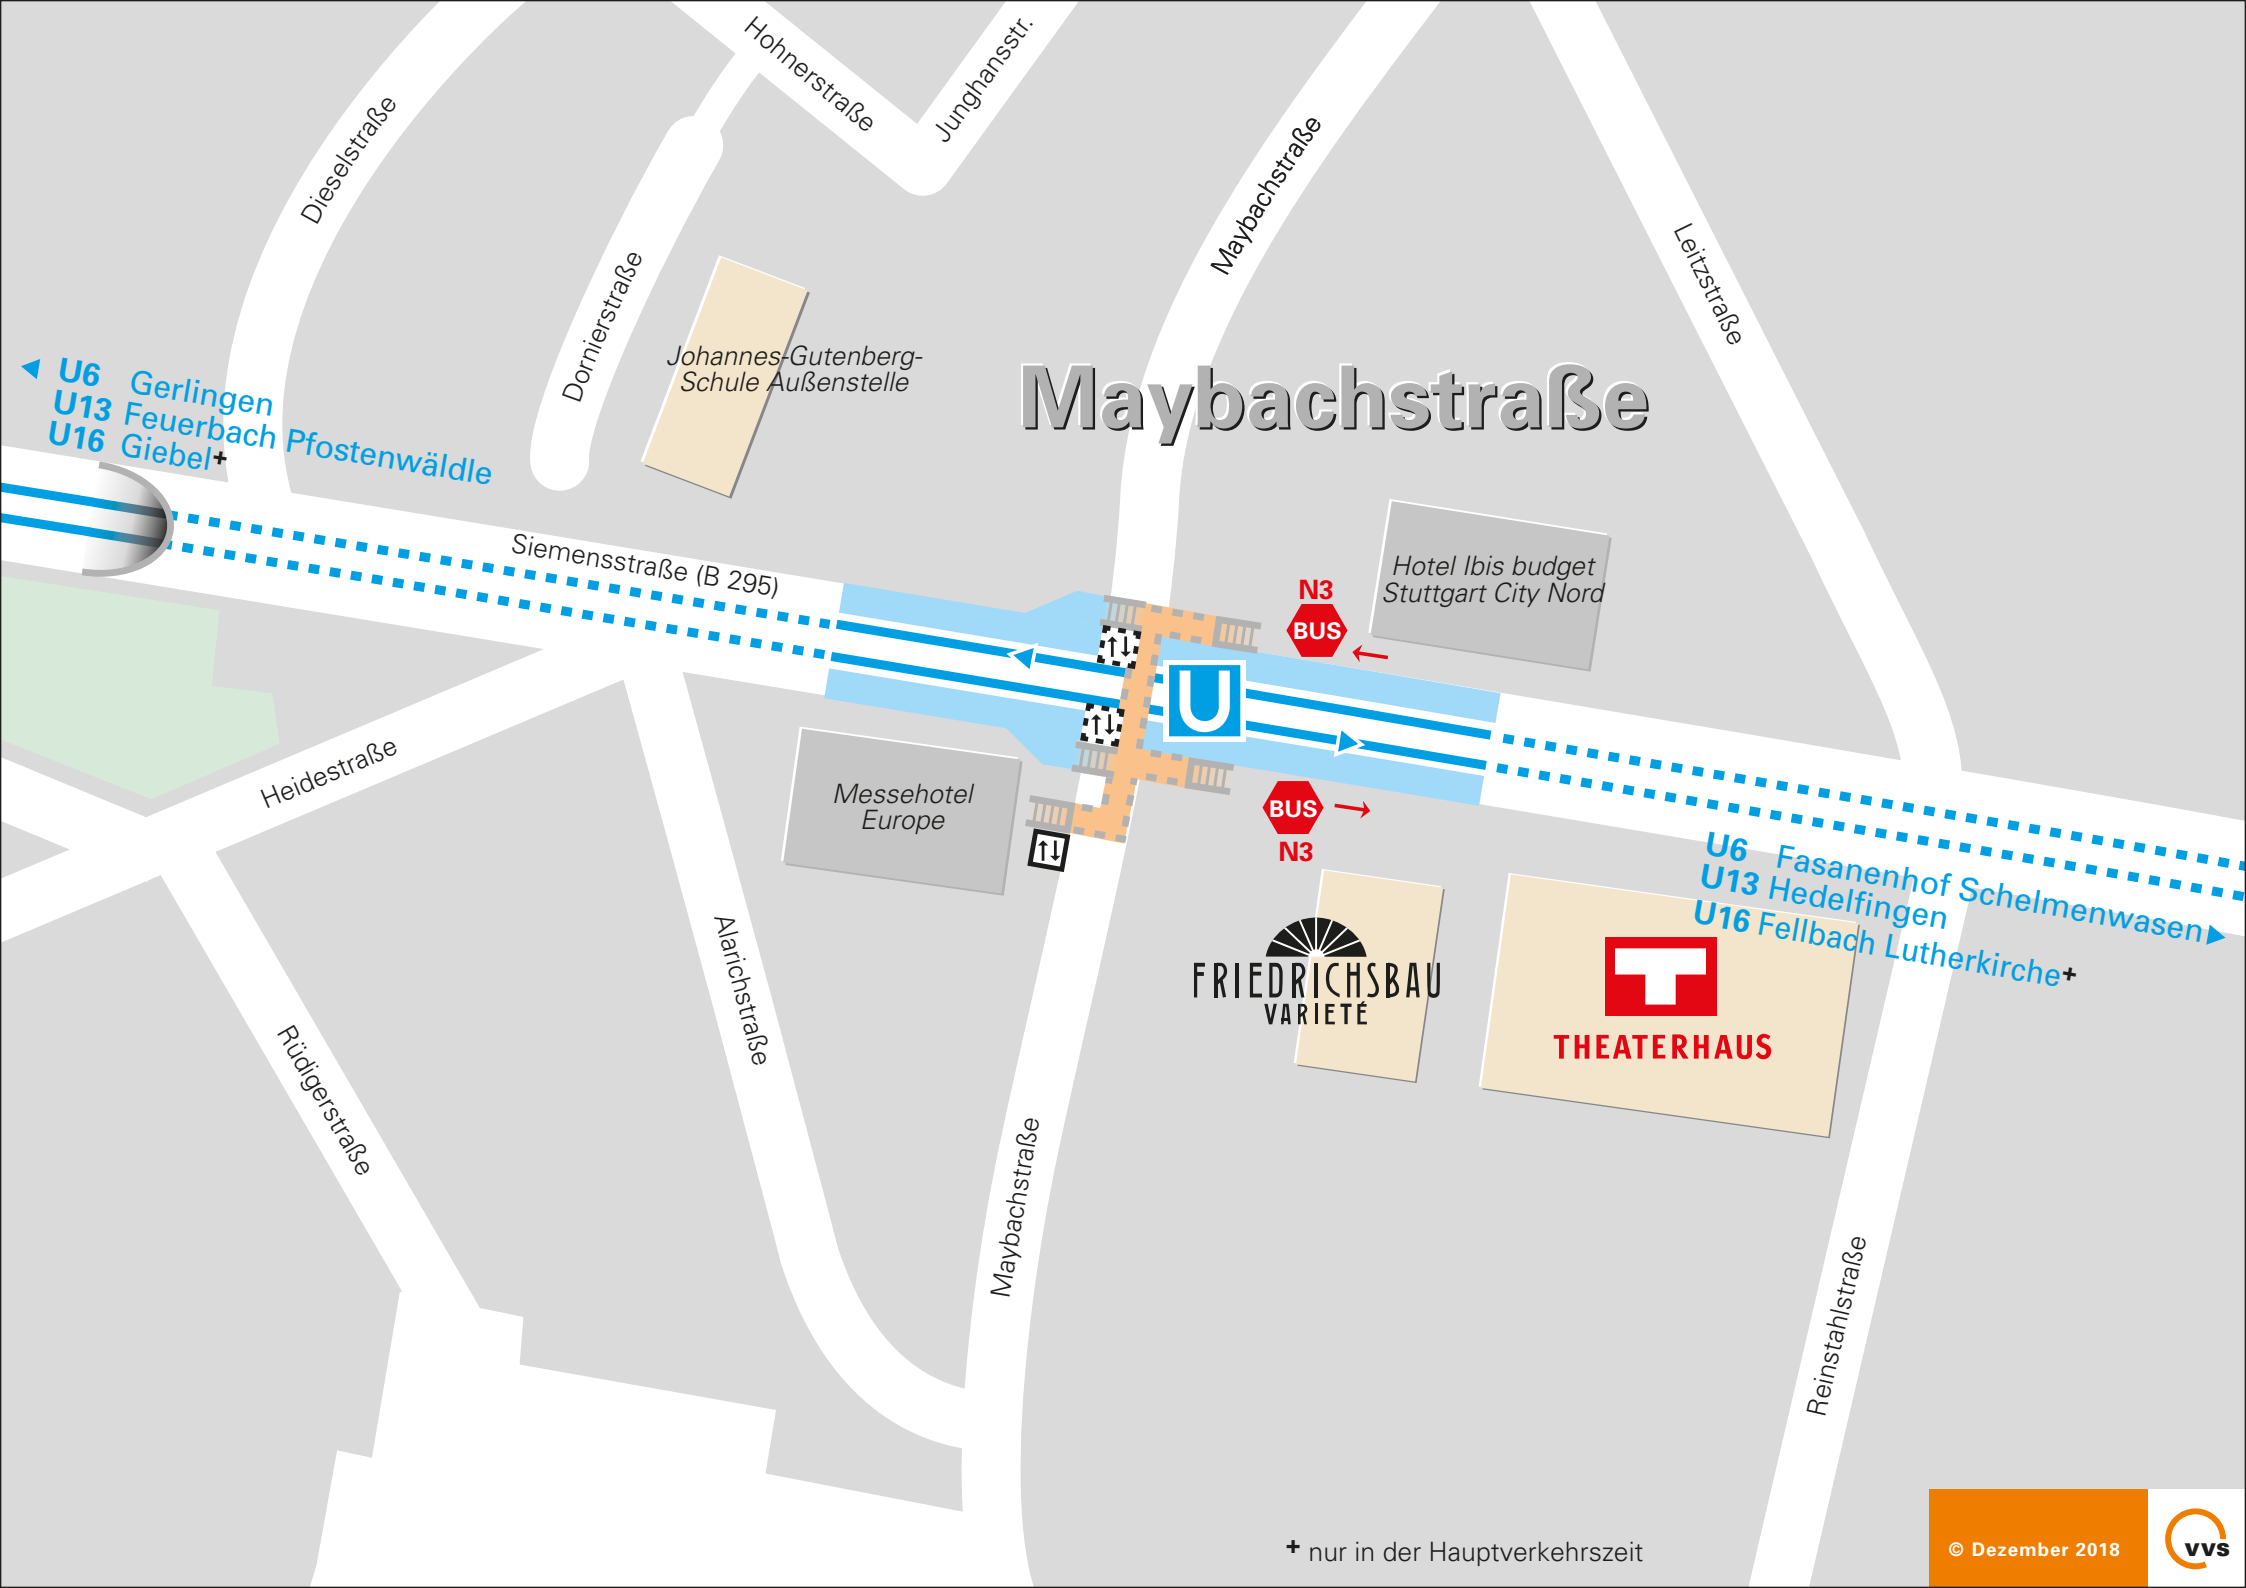 Hohnerstraße
Junghansstr.
Dieselstraße
Maybachstraße
Leitzstraße
Dornierstraße
Johannes-Gutenberg-
Schule Außenstelle
Maybachstraße
U6 Gerlingen
U13 Feuerbach Pfostenwäldle
U16 Giebel+
Siemensstraße (B 295)
Hotel Ibis budget
Stuttgart City Nord
N3
BUS
U
Heidestraße
Messehotel
Europe
BUS
N3
U6 Fasanenhof Schelmenwasen
U13 Hedelfingen
U16 Fellbach Lutherkirche+
FRIEDRICHSBAU
VARIETÉ
T
THEATERHAUS
Alarichstraße
Rüdigerstraße
Maybachstraße
Reinstahlstraße
+ nur in der Hauptverkehrszeit
© Dezember 2018
vvs